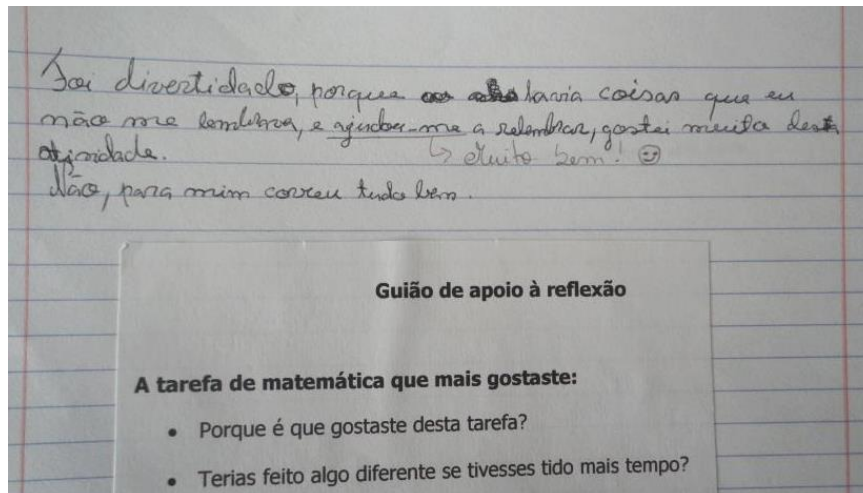 Foi divertidado, porque havia coisas que eu
não me lembrava, e ajudou-me a relembrar, gostei muito desta
atividade.
↳ Muito bem! ☺
Não, para mim correu tudo bem.
Guião de apoio à reflexão
A tarefa de matemática que mais gostaste:
• Porque é que gostaste desta tarefa?
• Terias feito algo diferente se tivesses tido mais tempo?